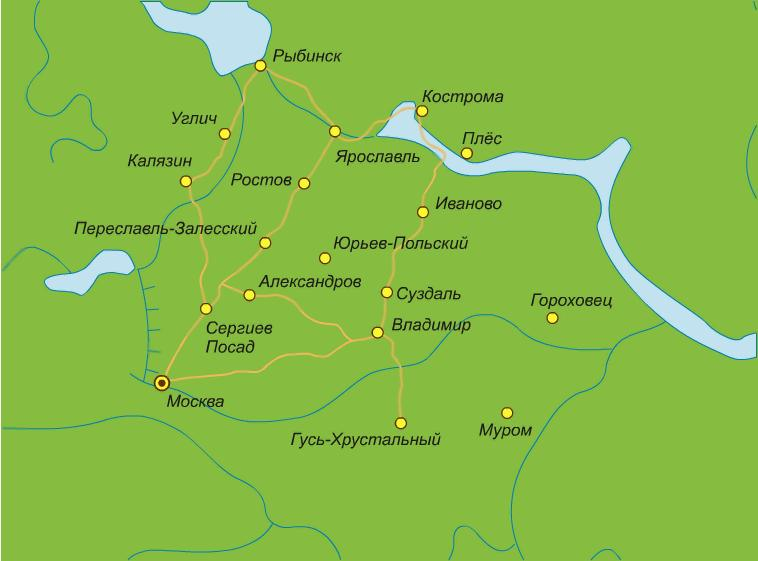 Рыбинск
Кострома
Углич
Плёс
Ярославль
Калязин
Ростов
Иваново
Переславль-Залесский
Юрьев-Польский
Александров
Суздаль
Гороховец
Сергиев
Посад
Владимир
Москва
Муром
Гусь-Хрустальный